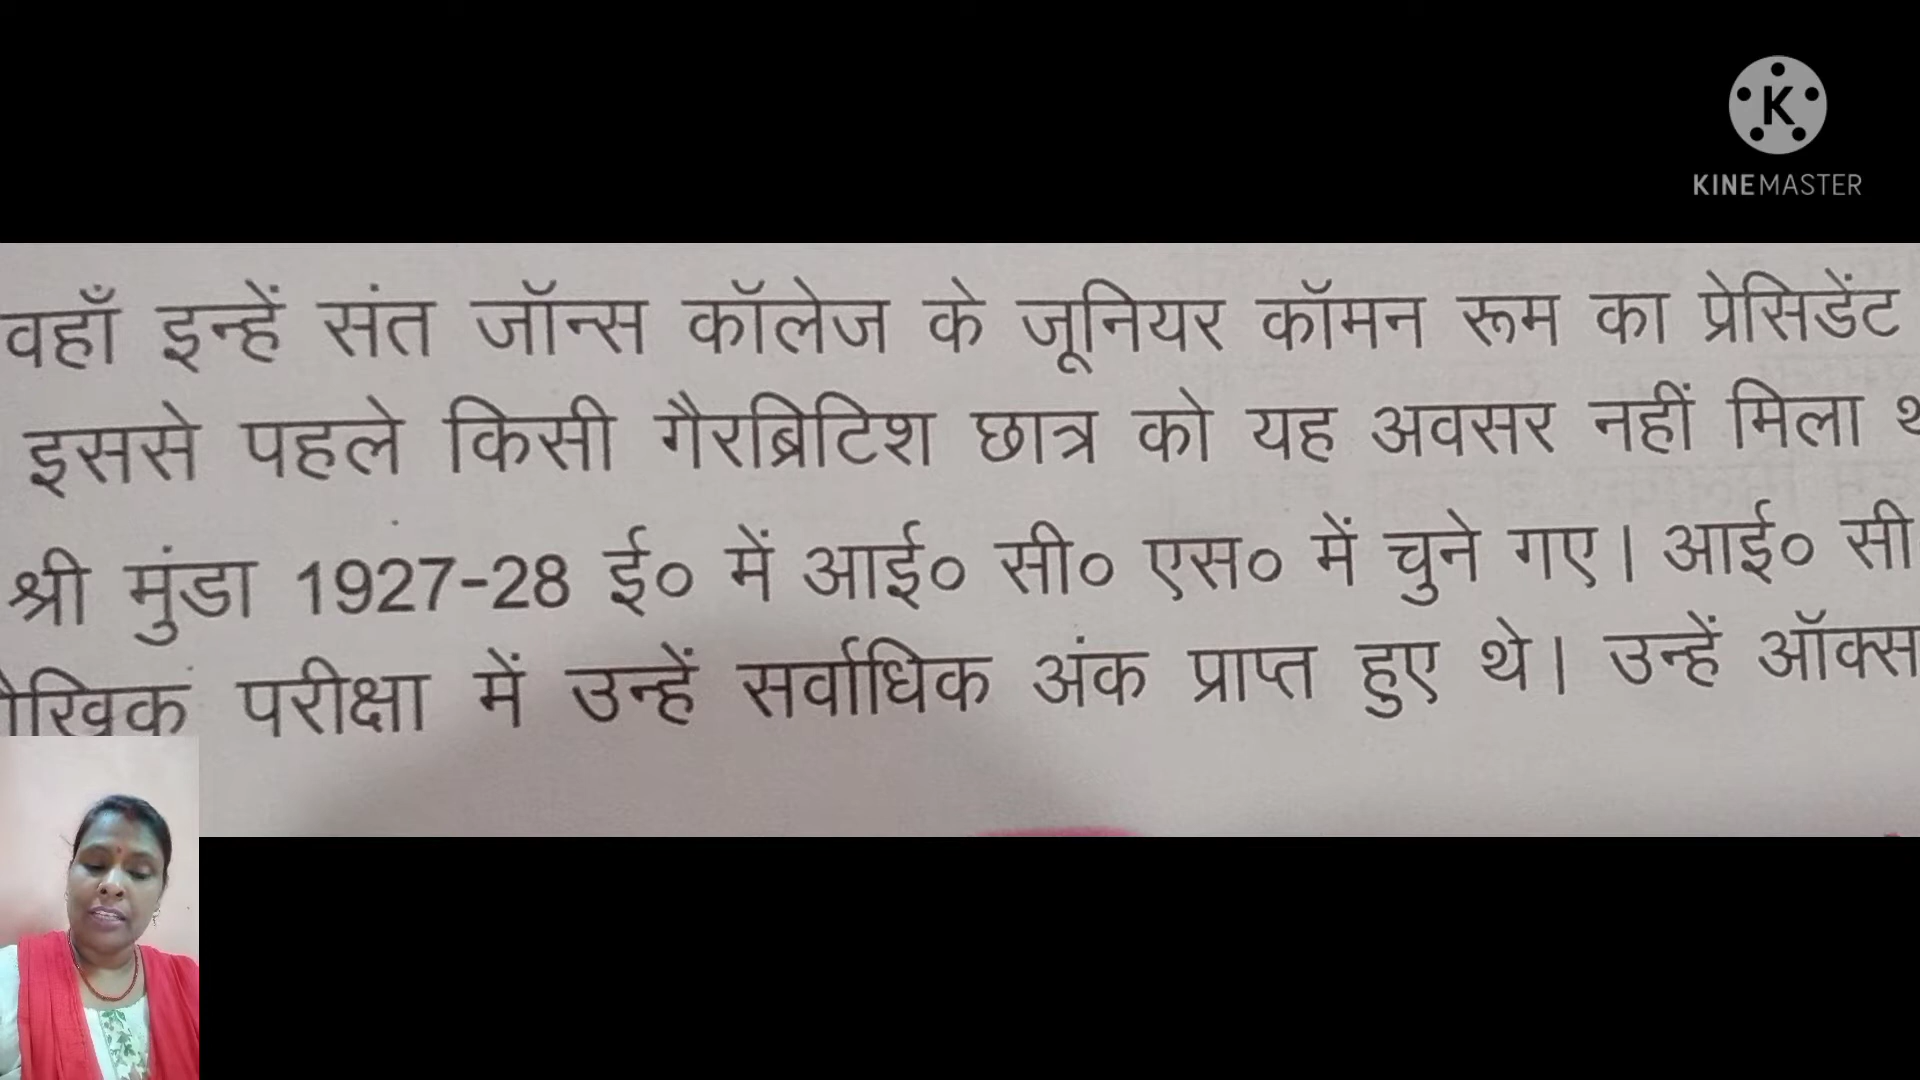 KINEMASTER
वहाँ इन्हें संत जॉन्स कॉलेज के जूनियर कॉमन रूम का प्रेसिडेंट
इससे पहले किसी गैरब्रिटिश छात्र को यह अवसर नहीं मिला
श्री मुंडा 1927-28 ई० में आई० सी० एस० में चुने गए। आई० सी
परीक्षा में उन्हें सर्वाधिक अंक प्राप्त हुए थे। उन्हें